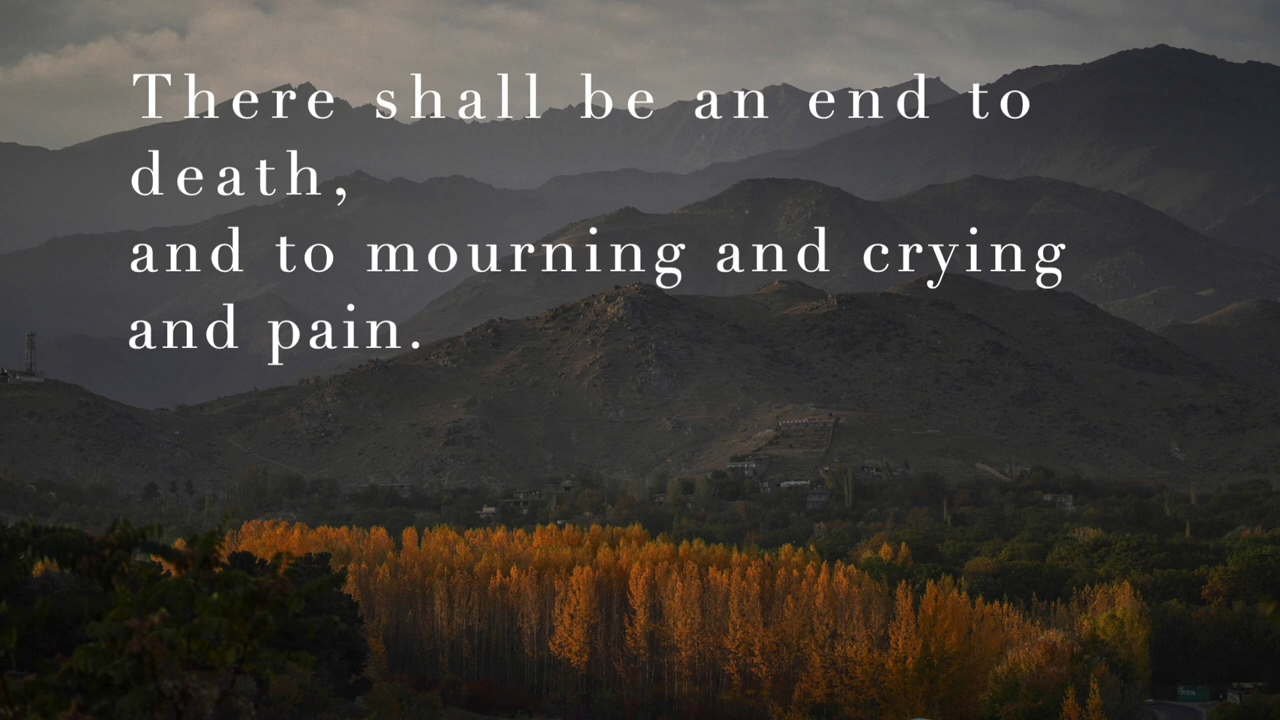 There shall be an end to
death,
and to mourning and crying
and pain.